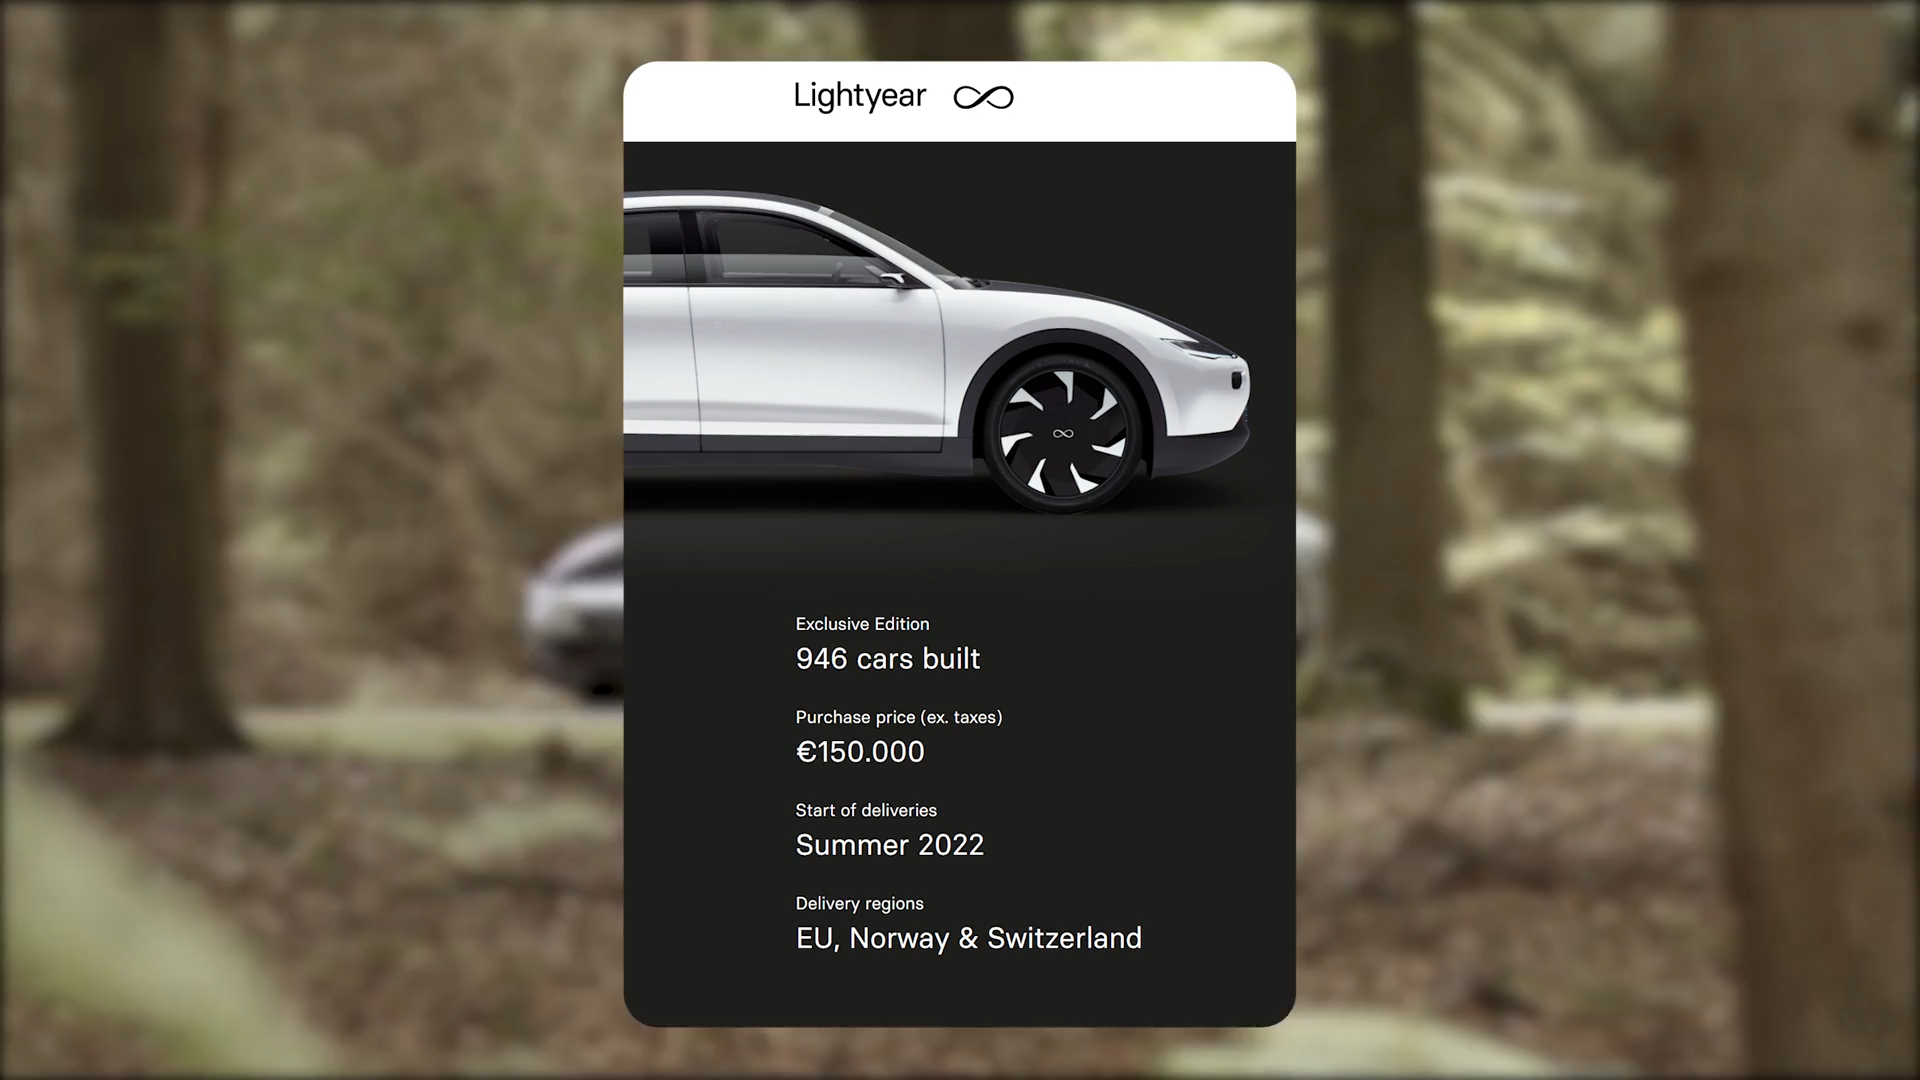 Lightyear
Exclusive Edition
946 cars built
Purchase price (ex. taxes)
€150.000
Start of deliveries
Summer 2022
Delivery regions
EU, Norway & Switzerland